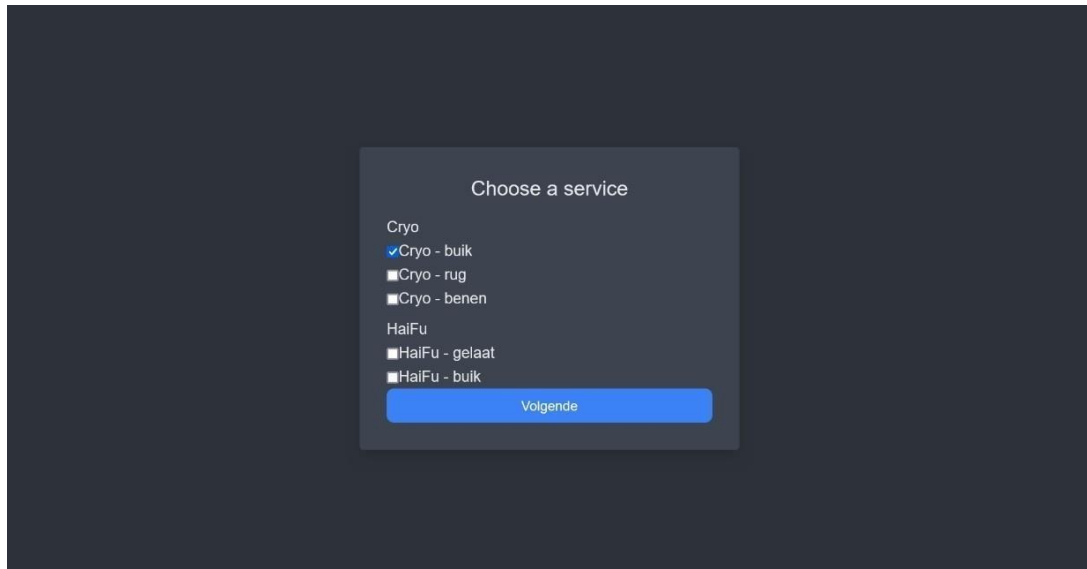 Choose a service
Cryo
Cryo - buik
Cryo - rug
Cryo - benen
HaiFu
HaiFu - gelaat
HaiFu - buik
Volgende